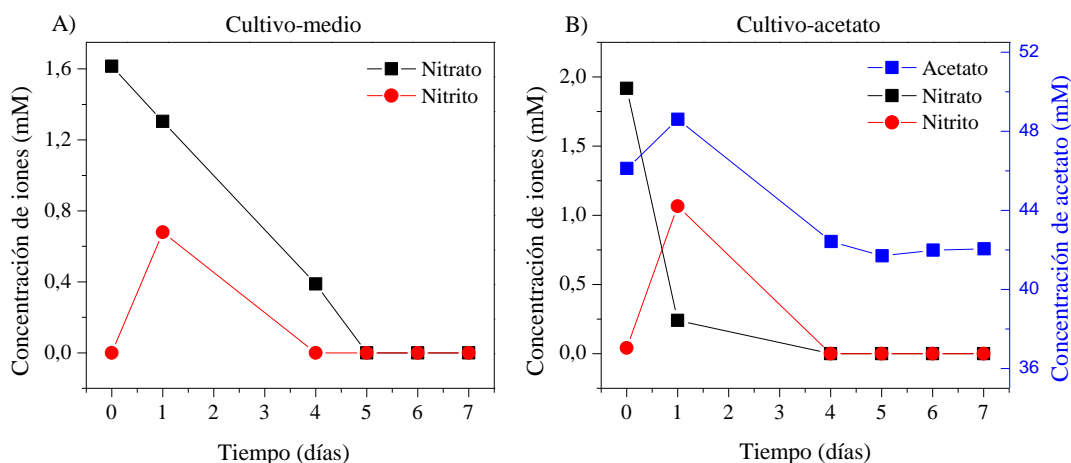 A)
Cultivo-medio
Concentración de iones (mM)
1,6
1,2
0,8
0,4
0,0
Nitrato
Nitrito
0 1 2 3 4 5 6 7
Tiempo (días)
B)
Cultivo-acetato
Concentración de iones (mM)
2,0
1,5
1,0
0,5
0,0
Acetato
Nitrato
Nitrito
52
48
44
40
36
Concentración de acetato (mM)
0 1 2 3 4 5 6 7
Tiempo (días)